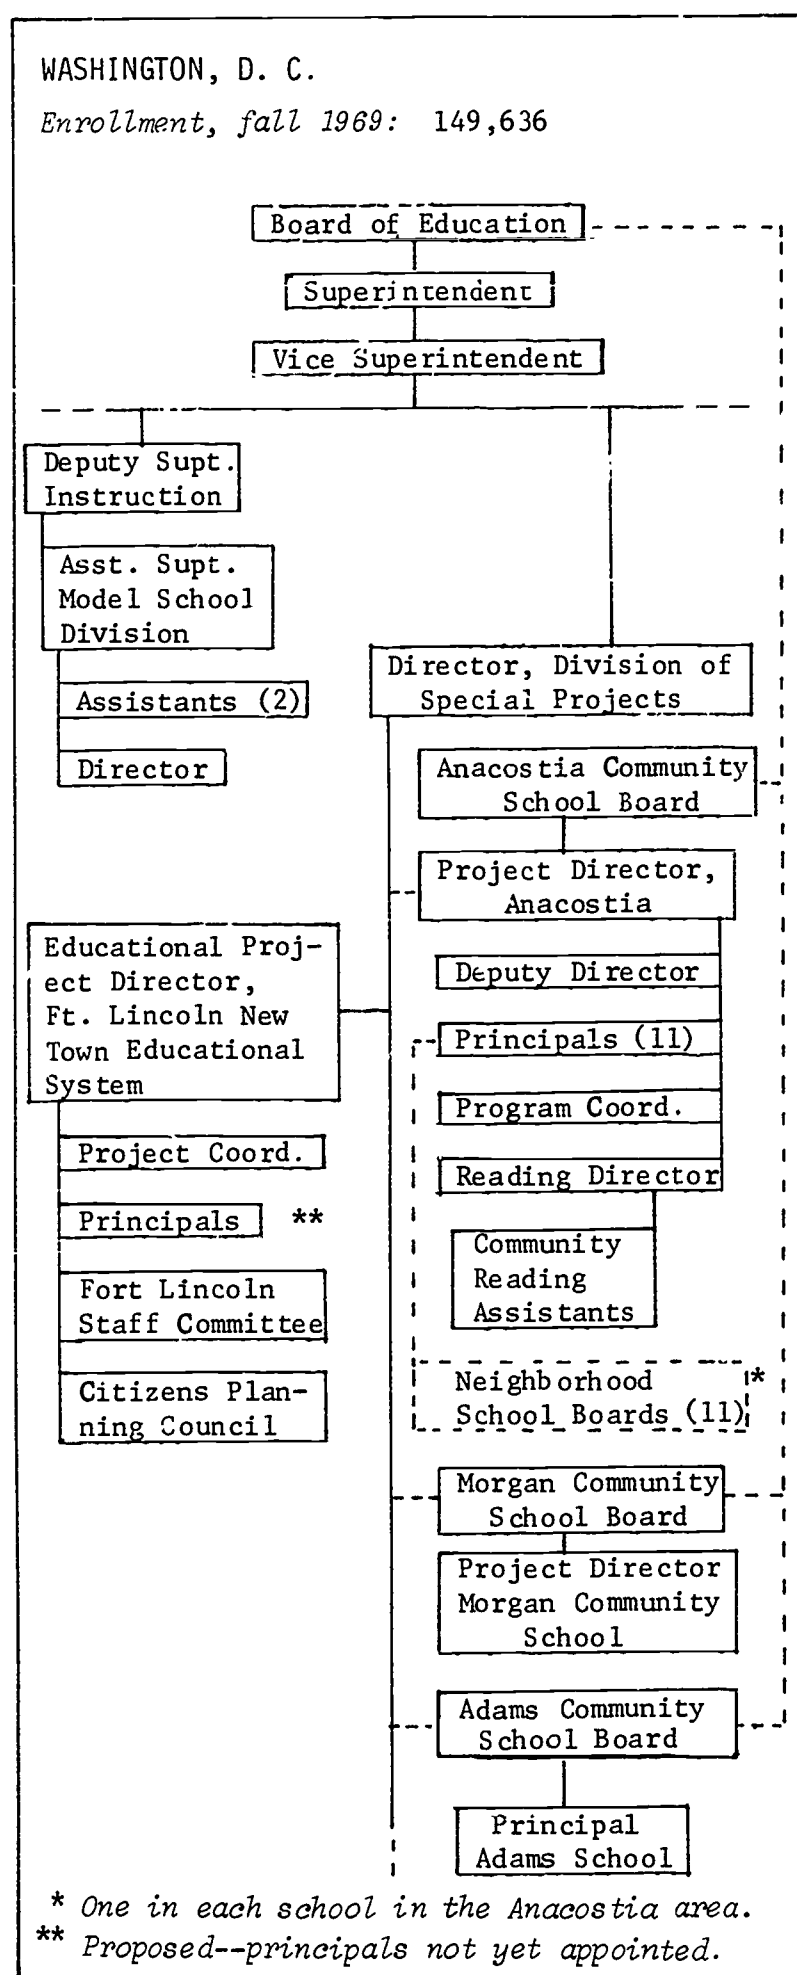 WASHINGTON, D. C.
Enrollment, fall 1969: 149,636
Board of Education
Superintendent
Vice Superintendent
Deputy Supt.
Instruction
Asst. Supt.
Model School
Division
Assistants (2)
Director
Director, Division of
Special Projects
Anacostia Community
School Board
Project Director,
Anacostia
Deputy Director
Principals (11)
Program Coord.
Reading Director
Community
Reading
Assistants
Neighborhood
School Boards (11)*
Educational Proj-
ect Director,
Ft. Lincoln New
Town Educational
System
Project Coord.
Principals **
Fort Lincoln
Staff Committee
Citizens Plan-
ning Council
Morgan Community
School Board
Project Director
Morgan Community
School
Adams Community
School Board
Principal
Adams School
* One in each school in the Anacostia area.
** Proposed--principals not yet appointed.